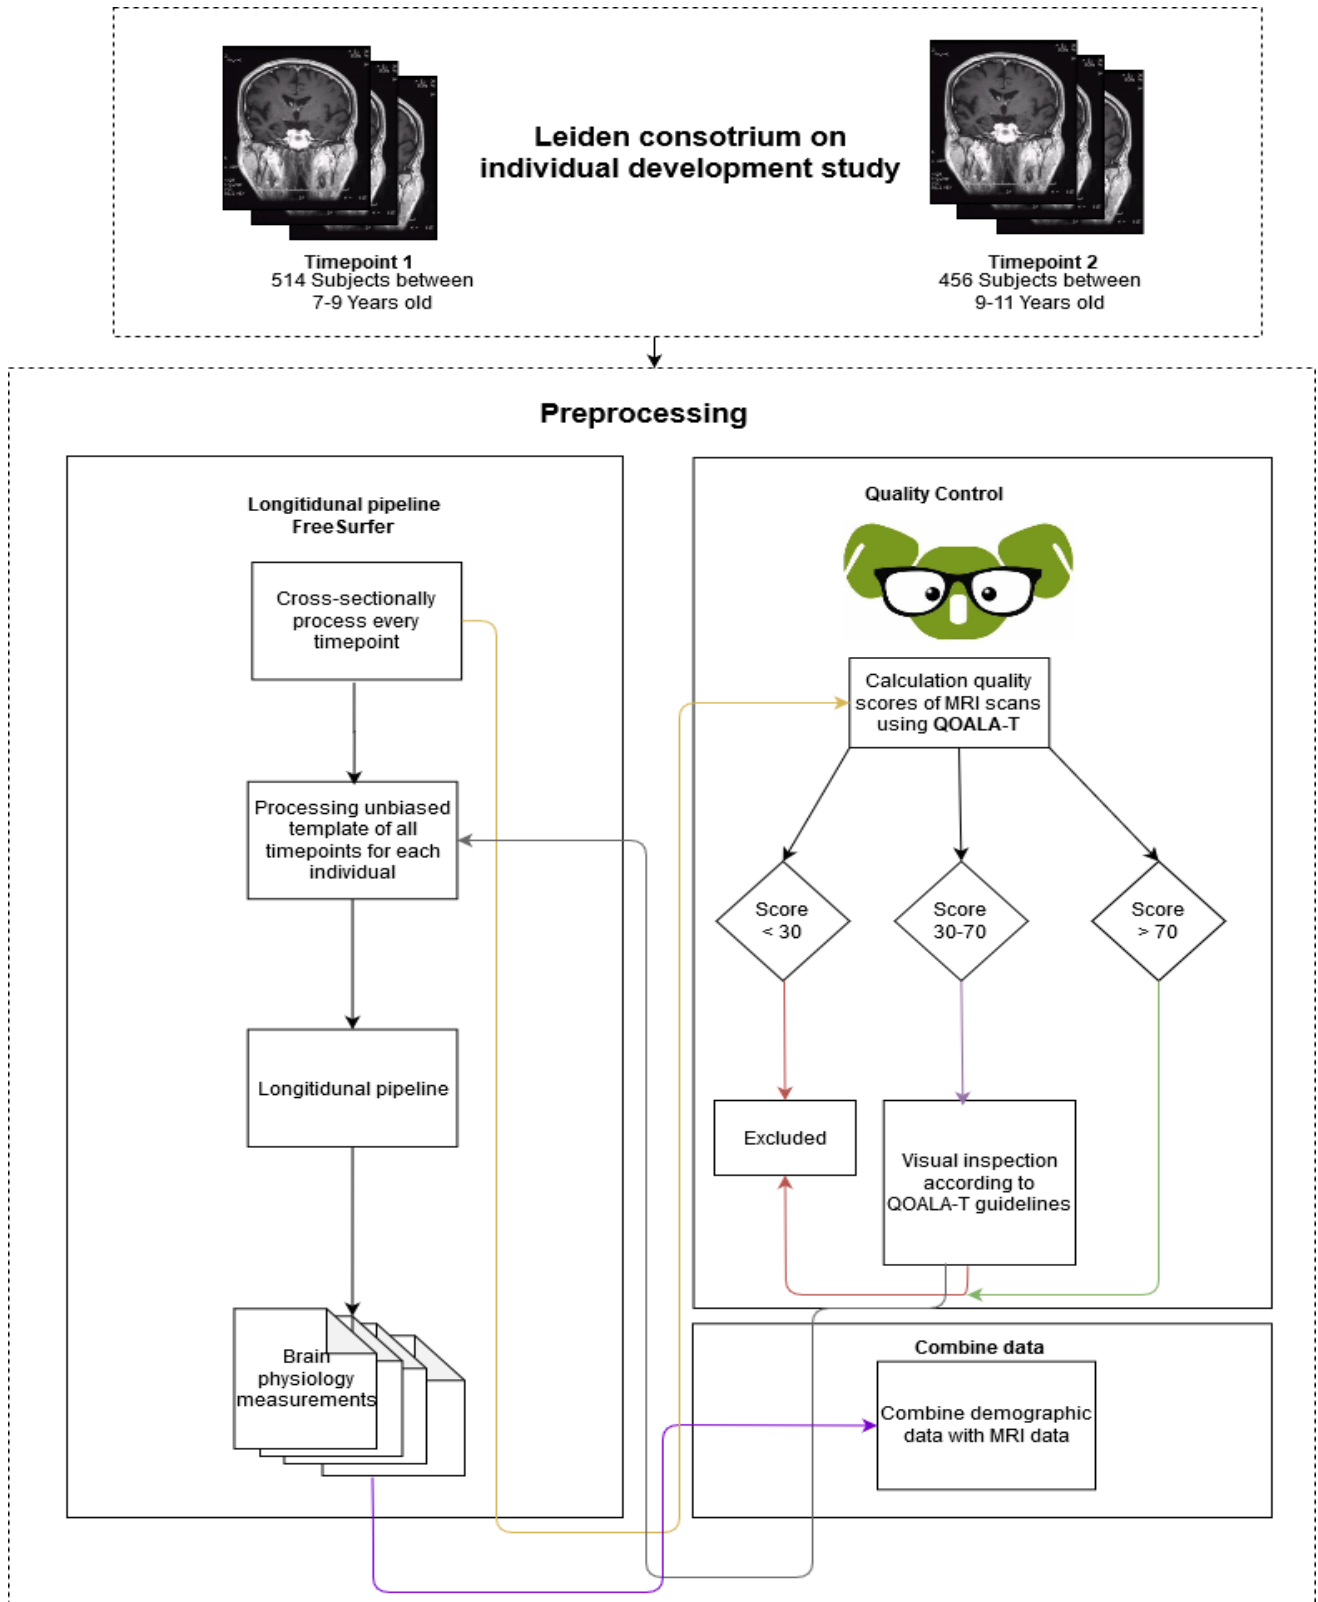 Leiden consotrium on
individual development study
Timepoint 1
514 Subjects between
7-9 Years old
Timepoint 2
456 Subjects between
9-11 Years old
Preprocessing
Longitidunal pipeline
FreeSurfer
Cross-sectionally
process every
timepoint
Processing unbiased
template of all
timepoints for each
individual
Longitidunal pipeline
Brain
physiology
measurements
Quality Control
Calculation quality
scores of MRI scans
using QOALA-T
Score
< 30
Score
30-70
Score
> 70
Excluded
Visual inspection
according to
QOALA-T guidelines
Combine data
Combine demographic
data with MRI data